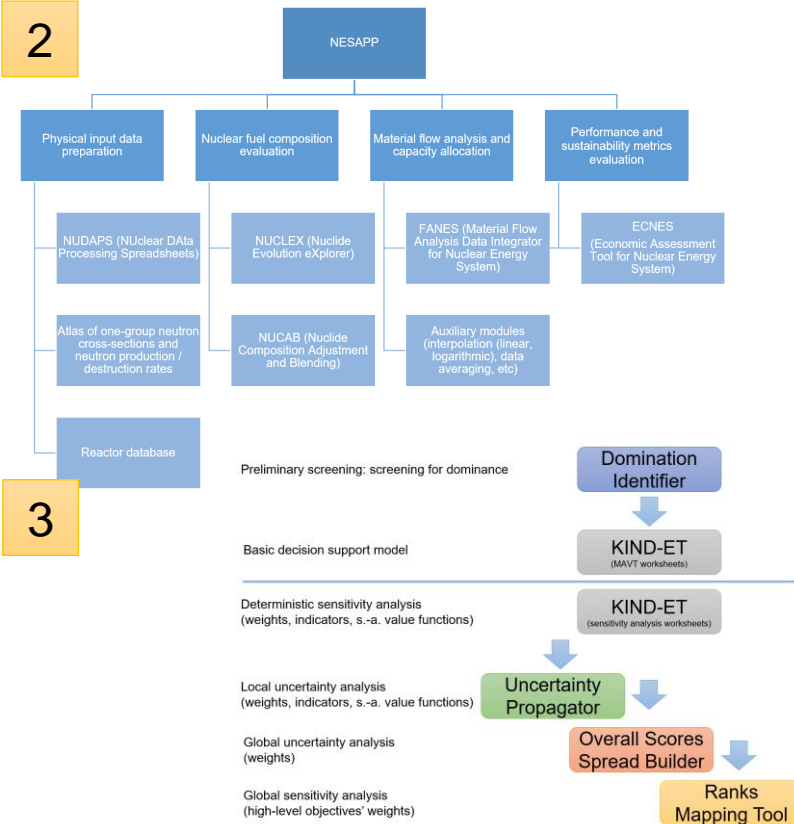 2
NESAPP
Physical input data
preparation
Nuclear fuel composition
evaluation
Material flow analysis and
capacity allocation
Performance and
sustainability metrics
evaluation
NUDAPS (NUclear DAta
Processing Spreadsheets)
NUCLEX (Nuclide
Evolution eXplorer)
FANES (Material Flow
Analysis Data Integrator
for Nuclear Energy
System)
ECNES
(Economic Assessment
Tool for Nuclear Energy
System)
Atlas of one-group neutron
cross-sections and
neutron production /
destruction rates
NUCAB (Nuclide
Composition Adjustment
and Blending)
Auxiliary modules
(interpolation (linear,
logarithmic), data
averaging, etc)
Reactor database
3
Preliminary screening: screening for dominance
Domination
Identifier
Basic decision support model
KIND-ET
(MAVT worksheets)
Deterministic sensitivity analysis
(weights, indicators, s.-a. value functions)
KIND-ET
(sensitivity analysis worksheets)
Local uncertainty analysis
(weights, indicators, s.-a. value functions)
Uncertainty
Propagator
Global uncertainty analysis
(weights)
Overall Scores
Spread Builder
Global sensitivity analysis
(high-level objectives' weights)
Ranks
Mapping Tool